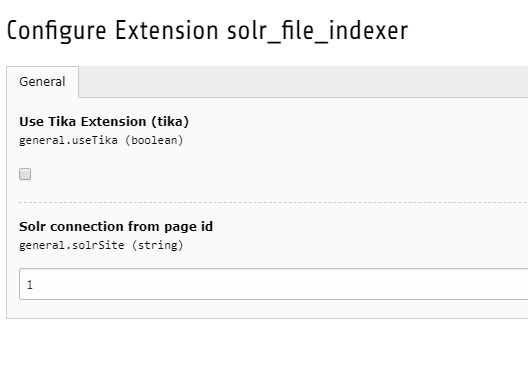 Configure Extension solr_file_indexer
General
Use Tika Extension (tika)
general.useTika (boolean)
Solr connection from page id
general.solrSite (string)
1